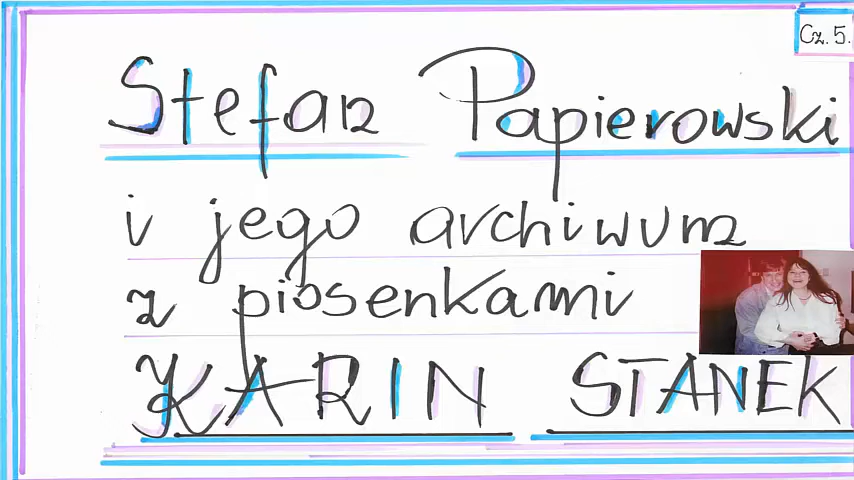 Cz. 5.
Stefan Papierowski
i jego archiwum
z piosenkami
KARIN STANEK